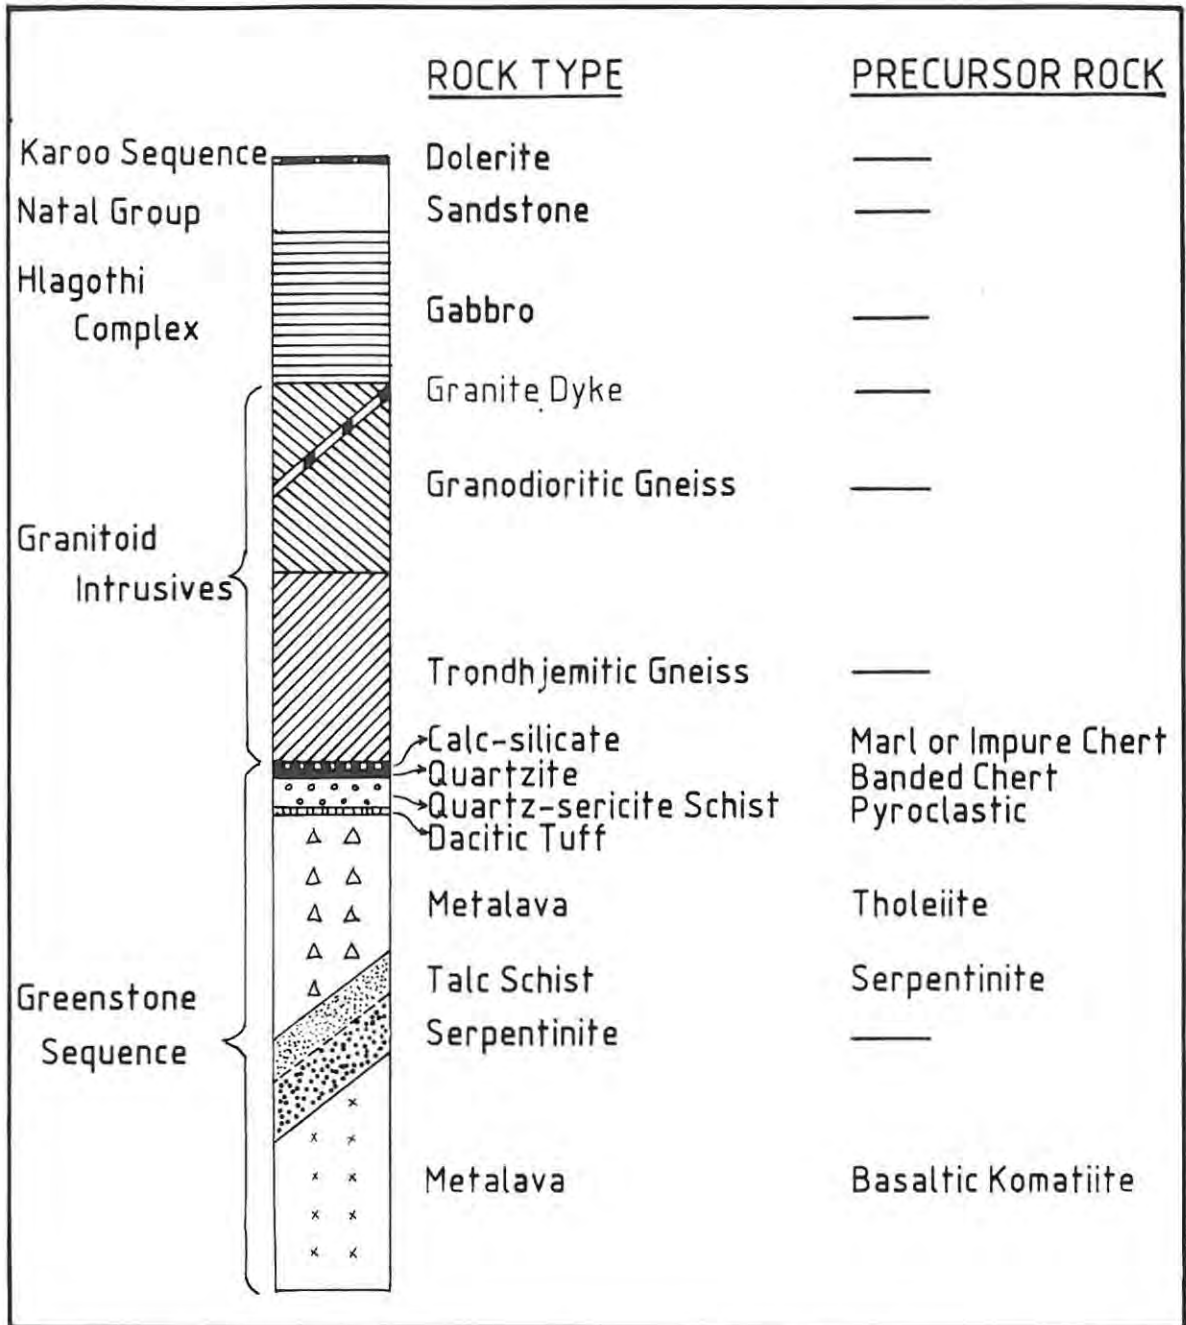 ROCK TYPE PRECURSOR ROCK
Karoo Sequence Dolerite ——
Natal Group Sandstone ——
Hlagothi
Complex Gabbro ——
Granite Dyke ——
Granodioritic Gneiss ——
Granitoid
Intrusives
Trondhjemitic Gneiss ——
Calc-silicate Marl or Impure Chert
Quartzite Banded Chert
Quartz-sericite Schist Pyroclastic
Dacitic Tuff
Metalava Tholeiite
Talc Schist Serpentinite
Greenstone
Serpentinite ——
Sequence
Metalava Basaltic Komatiite